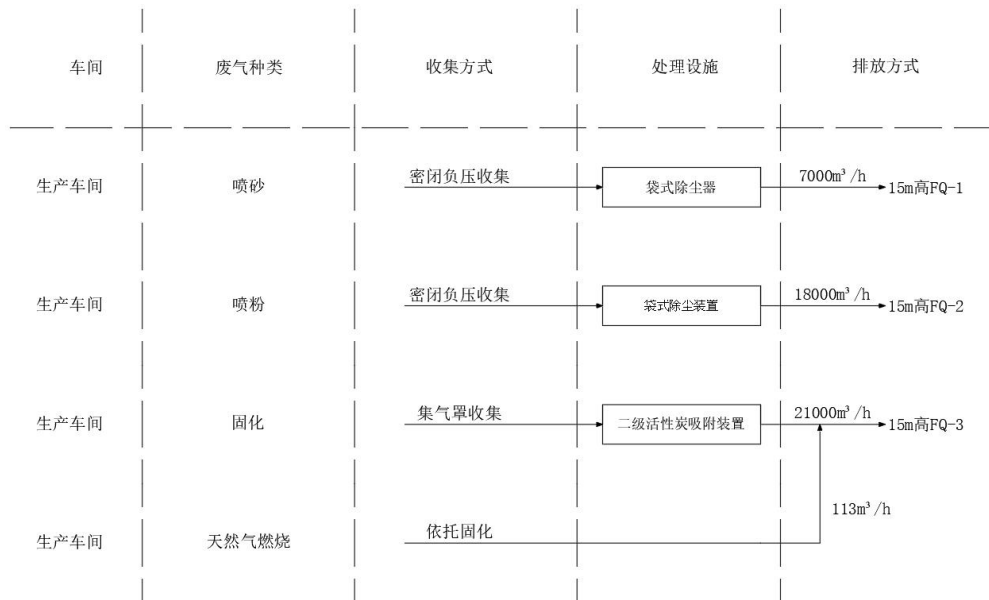 车间 废气种类 收集方式 处理设施 排放方式
生产车间 喷砂 密闭负压收集 袋式除尘器 7000m³/h 15m高FQ-1
生产车间 喷粉 密闭负压收集 袋式除尘装置 18000m³/h 15m高FQ-2
生产车间 固化 集气罩收集 二级活性炭吸附装置 21000m³/h 15m高FQ-3
113m³/h
生产车间 天然气燃烧 依托固化